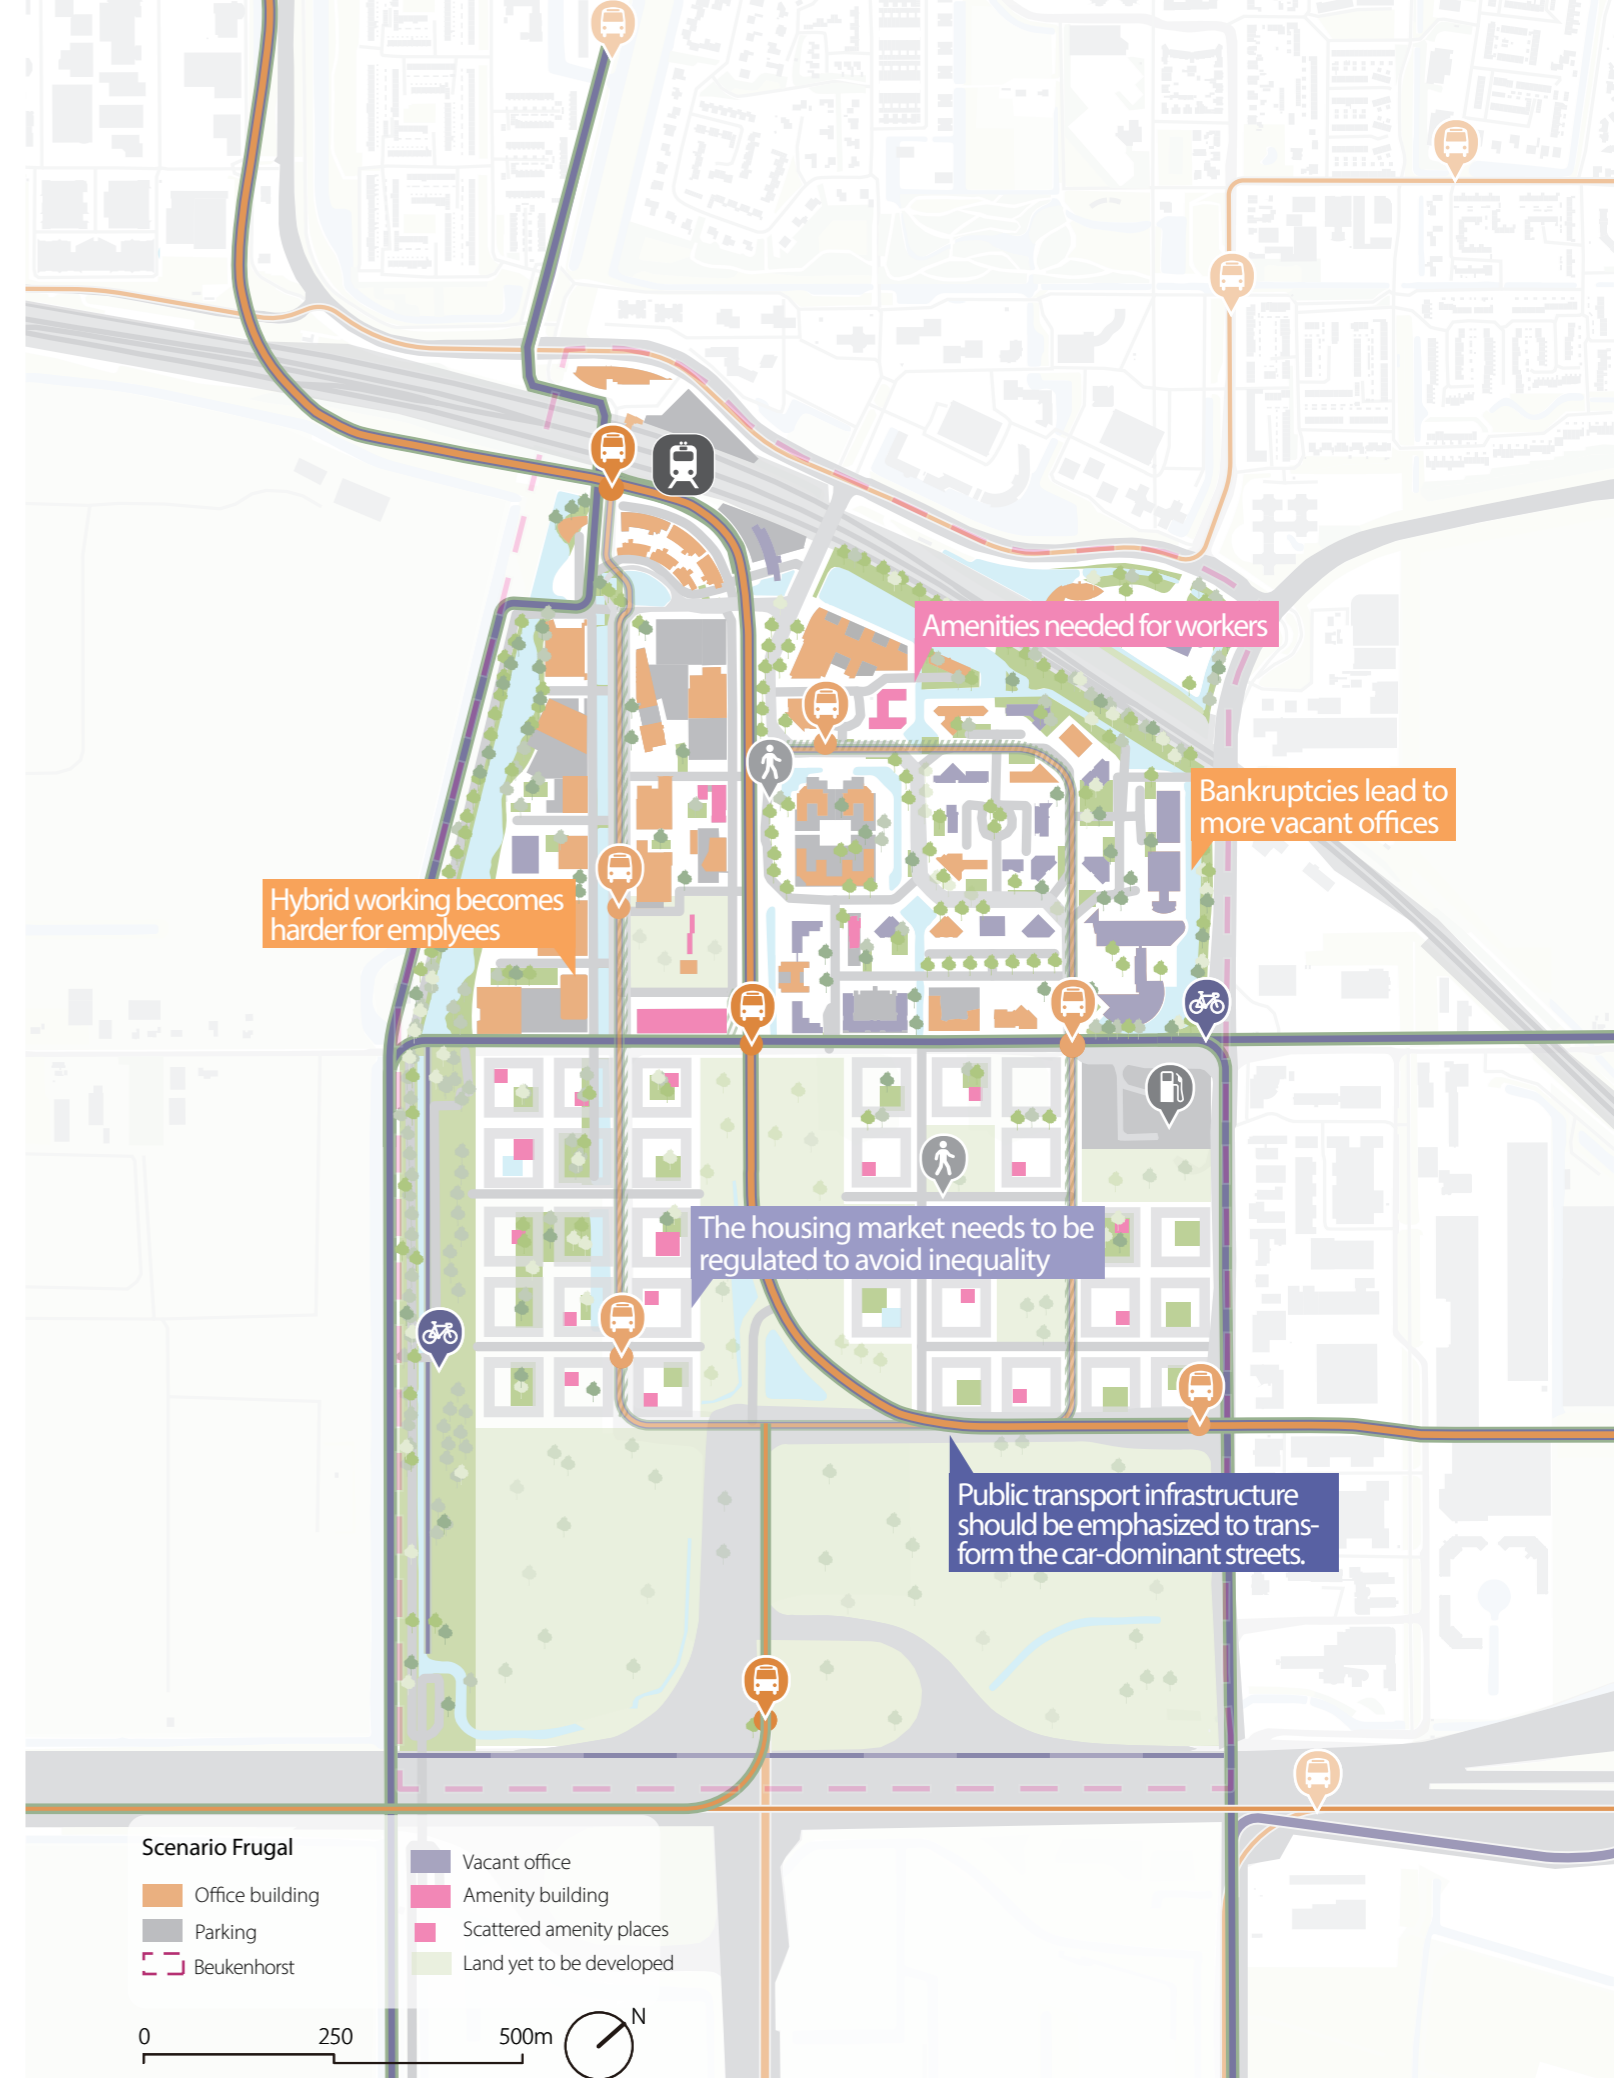 Amenities needed for workers
Bankruptcies lead to
more vacant offices
Hybrid working becomes
harder for emplyees
The housing market needs to be
regulated to avoid inequality
Public transport infrastructure
should be emphasized to trans-
form the car-dominant streets.
Scenario Frugal
Office building
Parking
Beukenhorst
Vacant office
Amenity building
Scattered amenity places
Land yet to be developed
0 250 500m
N